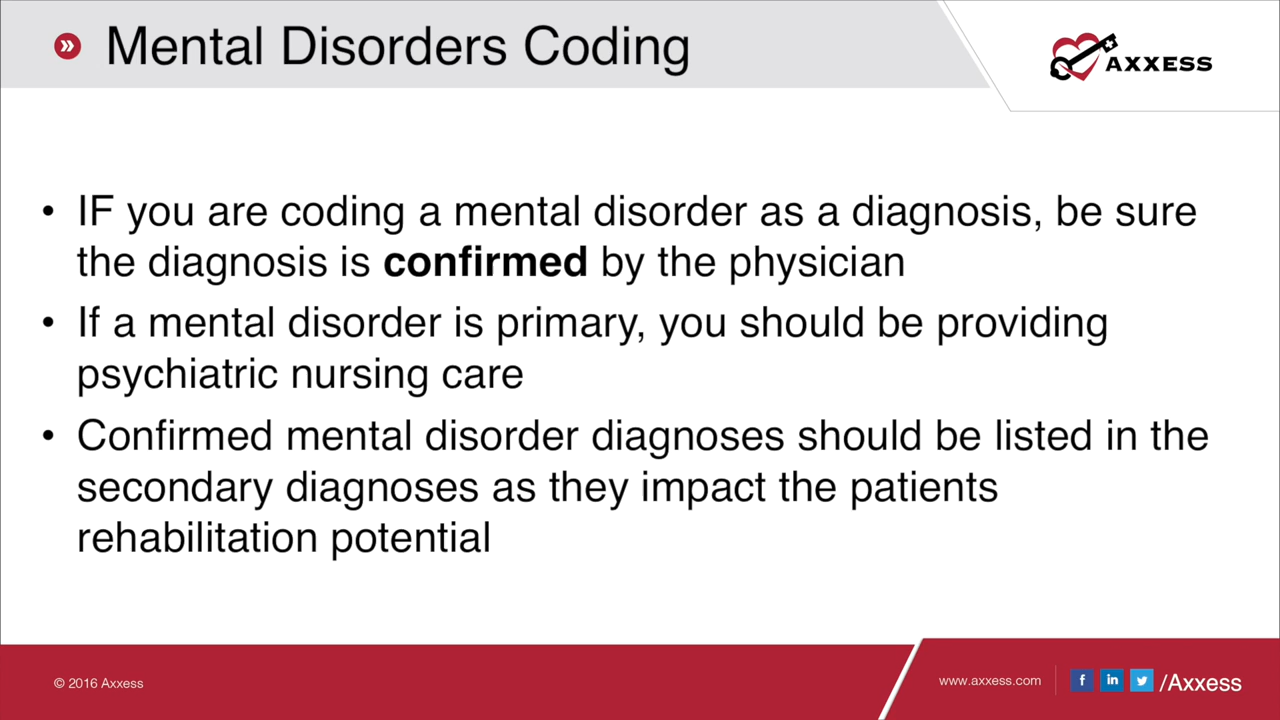 Mental Disorders Coding
AXXESS
• IF you are coding a mental disorder as a diagnosis, be sure
the diagnosis is confirmed by the physician
• If a mental disorder is primary, you should be providing
psychiatric nursing care
• Confirmed mental disorder diagnoses should be listed in the
secondary diagnoses as they impact the patients
rehabilitation potential
© 2016 Axxess
www.axxess.com
/Axxess